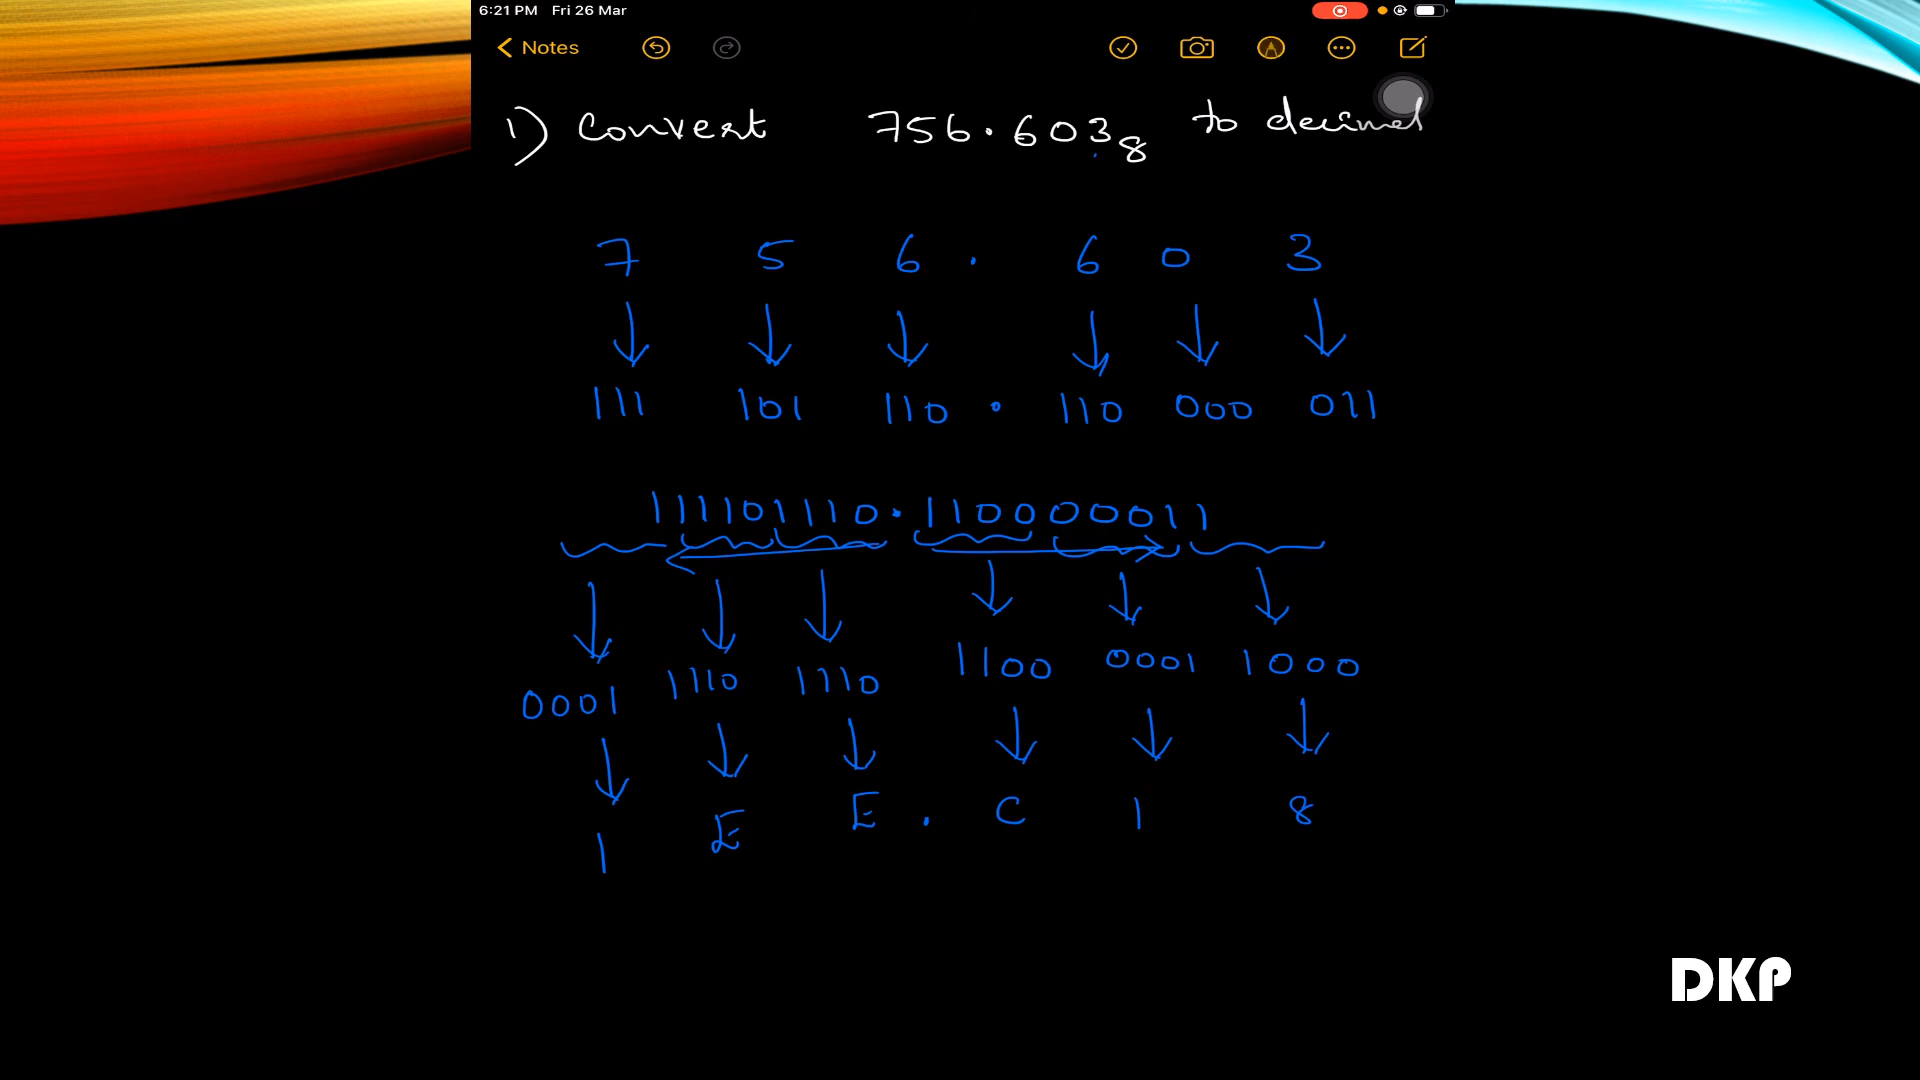 6:21 PM Fri 26 Mar
Notes
1) Convert 756.603₈ to decimal
7 5 6 . 6 0 3
111 101 110 . 110 000 011
111101110.110000011
0001 1110 1110 1100 0001 1000
1 E E . C 1 8
DKP